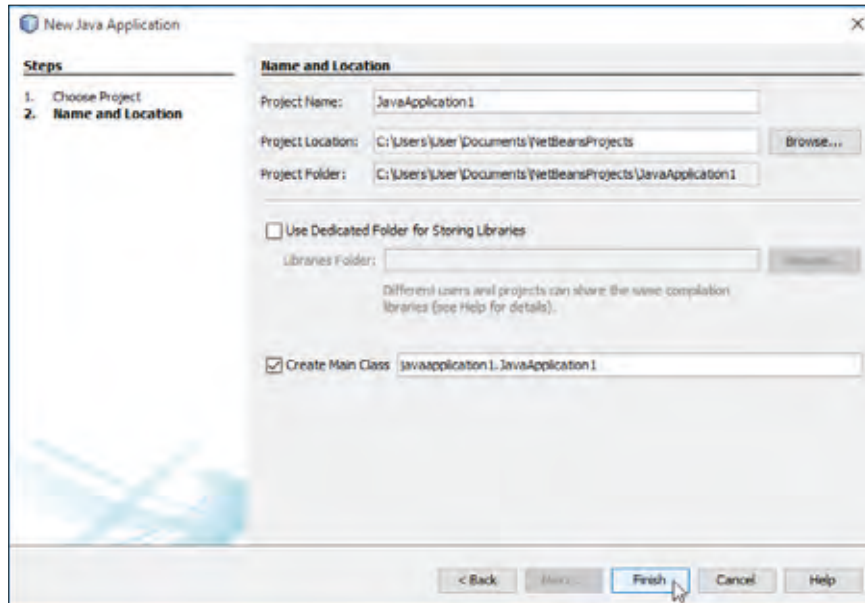 New Java Application
Steps
1. Choose Project
2. Name and Location
Name and Location
Project Name: JavaApplication1
Project Location: C:\Users\User\Documents\NetBeansProjects Browse...
Project Folder: C:\Users\User\Documents\NetBeansProjects\JavaApplication1
Use Dedicated Folder for Storing Libraries
Libraries Folder:
Different users and projects can share the same compilation
libraries (see Help for details).
Create Main Class javaapplication1.JavaApplication1
< Back Finish Cancel Help